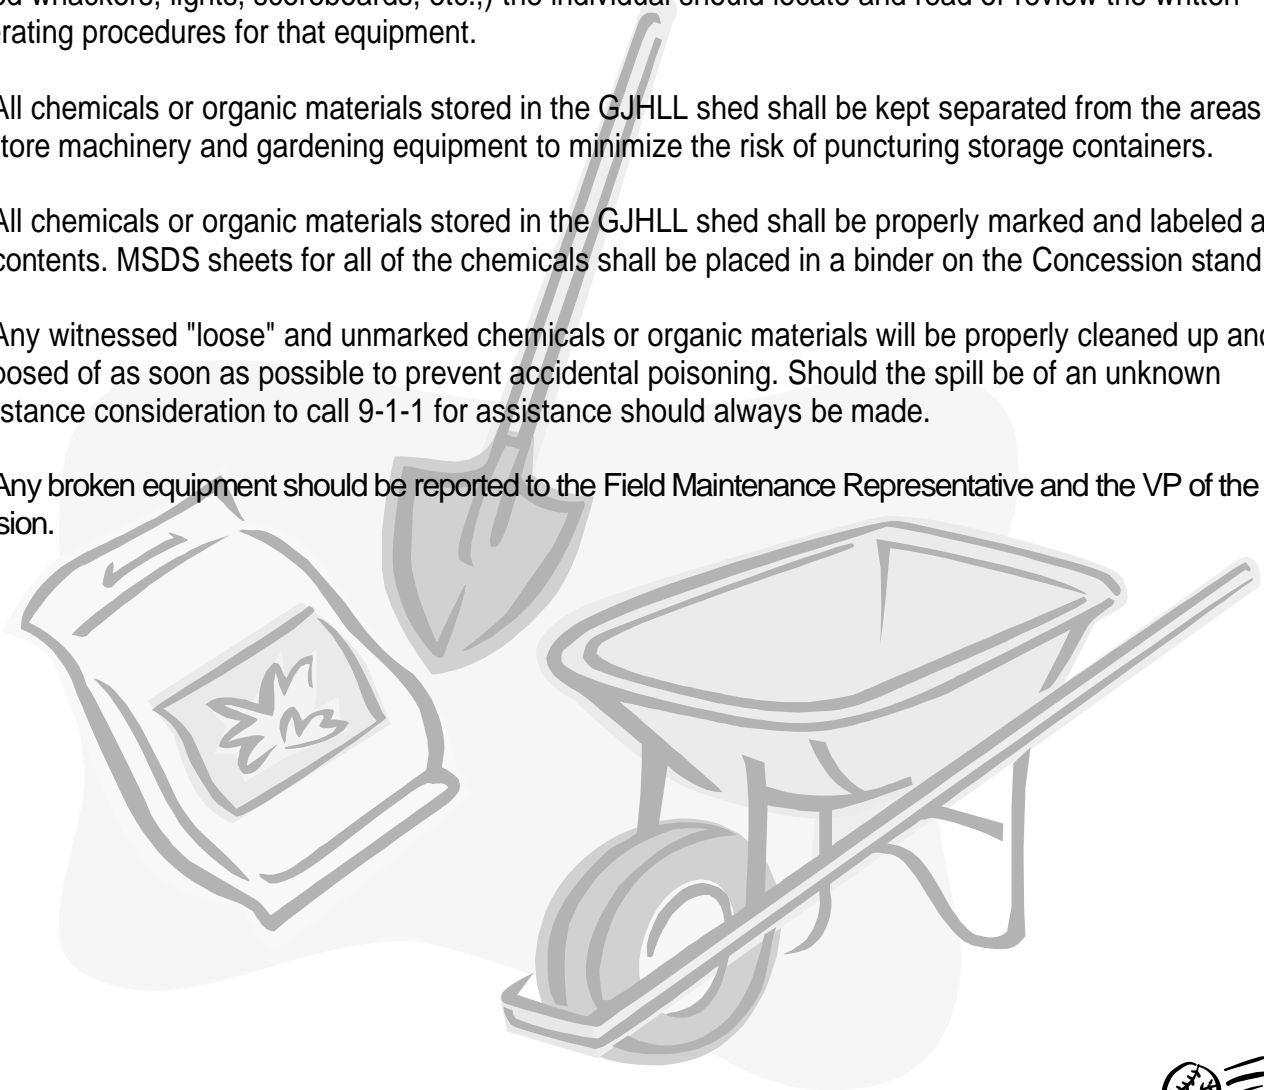 ed whackers, lights, scoreboards, etc.,) the individual should locate and read or review the written
erating procedures for that equipment.
All chemicals or organic materials stored in the GJHLL shed shall be kept separated from the areas
tore machinery and gardening equipment to minimize the risk of puncturing storage containers.
All chemicals or organic materials stored in the GJHLL shed shall be properly marked and labeled a
contents. MSDS sheets for all of the chemicals shall be placed in a binder on the Concession stand
Any witnessed "loose" and unmarked chemicals or organic materials will be properly cleaned up and
posed of as soon as possible to prevent accidental poisoning. Should the spill be of an unknown
stance consideration to call 9-1-1 for assistance should always be made.
Any broken equipment should be reported to the Field Maintenance Representative and the VP of the
sion.